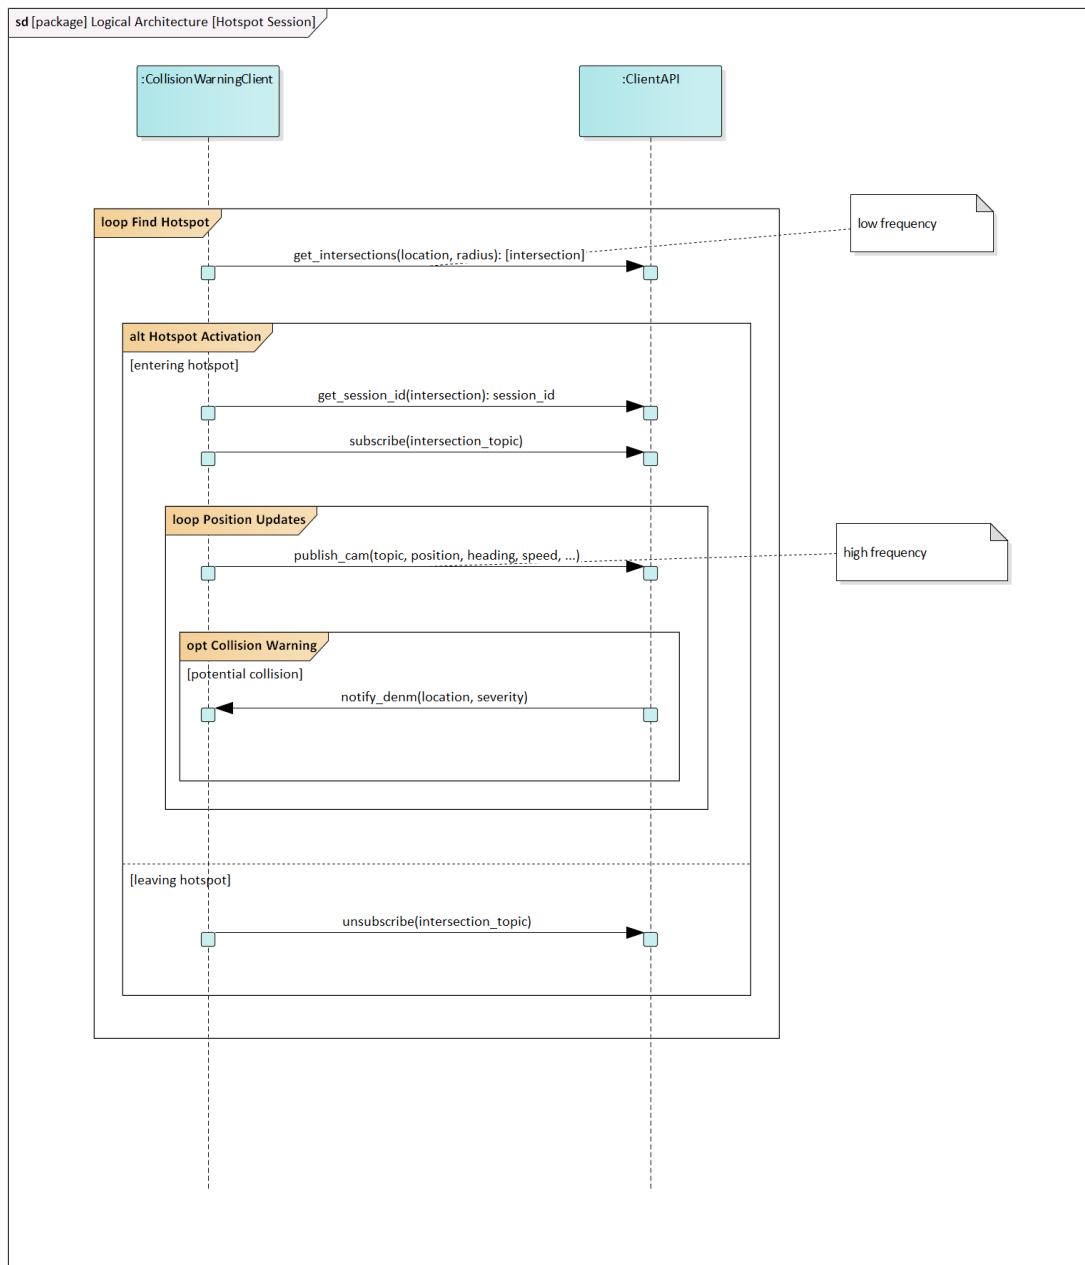 sd [package] Logical Architecture [Hotspot Session]
:CollisionWarningClient
:ClientAPI
loop Find Hotspot
low frequency
get_intersections(location, radius): [intersection]
alt Hotspot Activation
[entering hotspot]
get_session_id(intersection): session_id
subscribe(intersection_topic)
loop Position Updates
high frequency
publish_cam(topic, position, heading, speed, ...)
opt Collision Warning
[potential collision]
notify_denm(location, severity)
[leaving hotspot]
unsubscribe(intersection_topic)